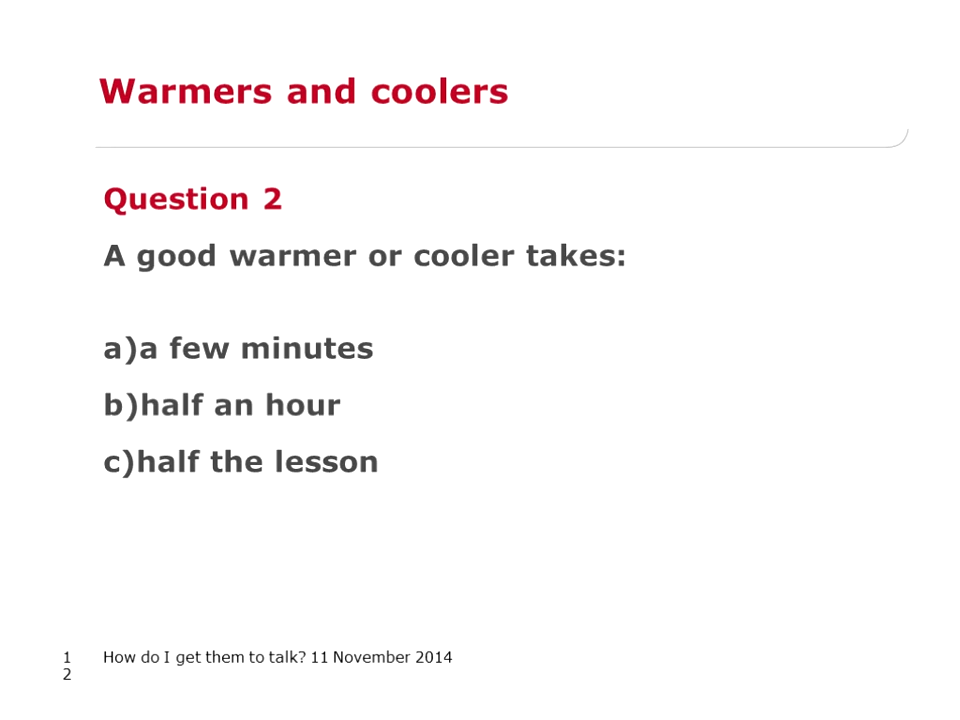 Warmers and coolers
Question 2
A good warmer or cooler takes:
a)a few minutes
b)half an hour
c)half the lesson
1
2
How do I get them to talk? 11 November 2014